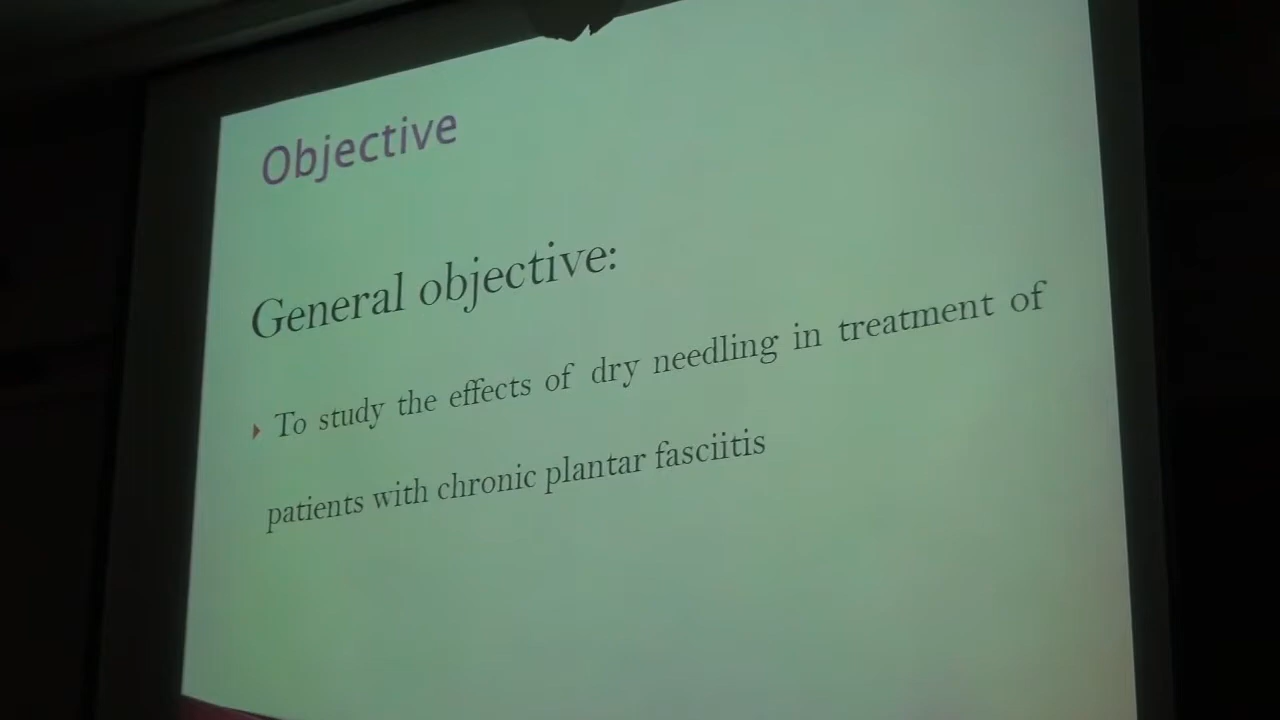 Objective
General objective:
To study the effects of dry needling in treatment of
patients with chronic plantar fasciitis